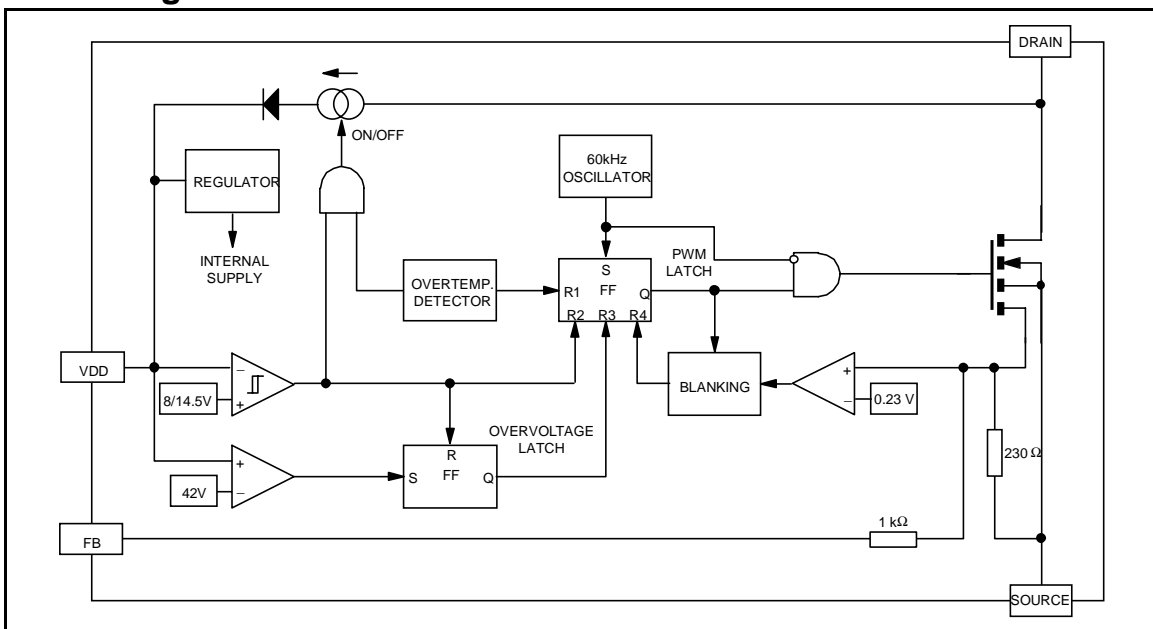 DRAIN
ON/OFF
REGULATOR
INTERNAL
SUPPLY
60kHz
OSCILLATOR
PWM
LATCH
OVERTEMP.
DETECTOR
S
FF
R1
Q
R2 R3 R4
VDD
8/14.5V
−
+
BLANKING
+
−
0.23 V
230 Ω
OVERVOLTAGE
LATCH
R
FF
S
Q
+
−
42V
1 kΩ
FB
SOURCE